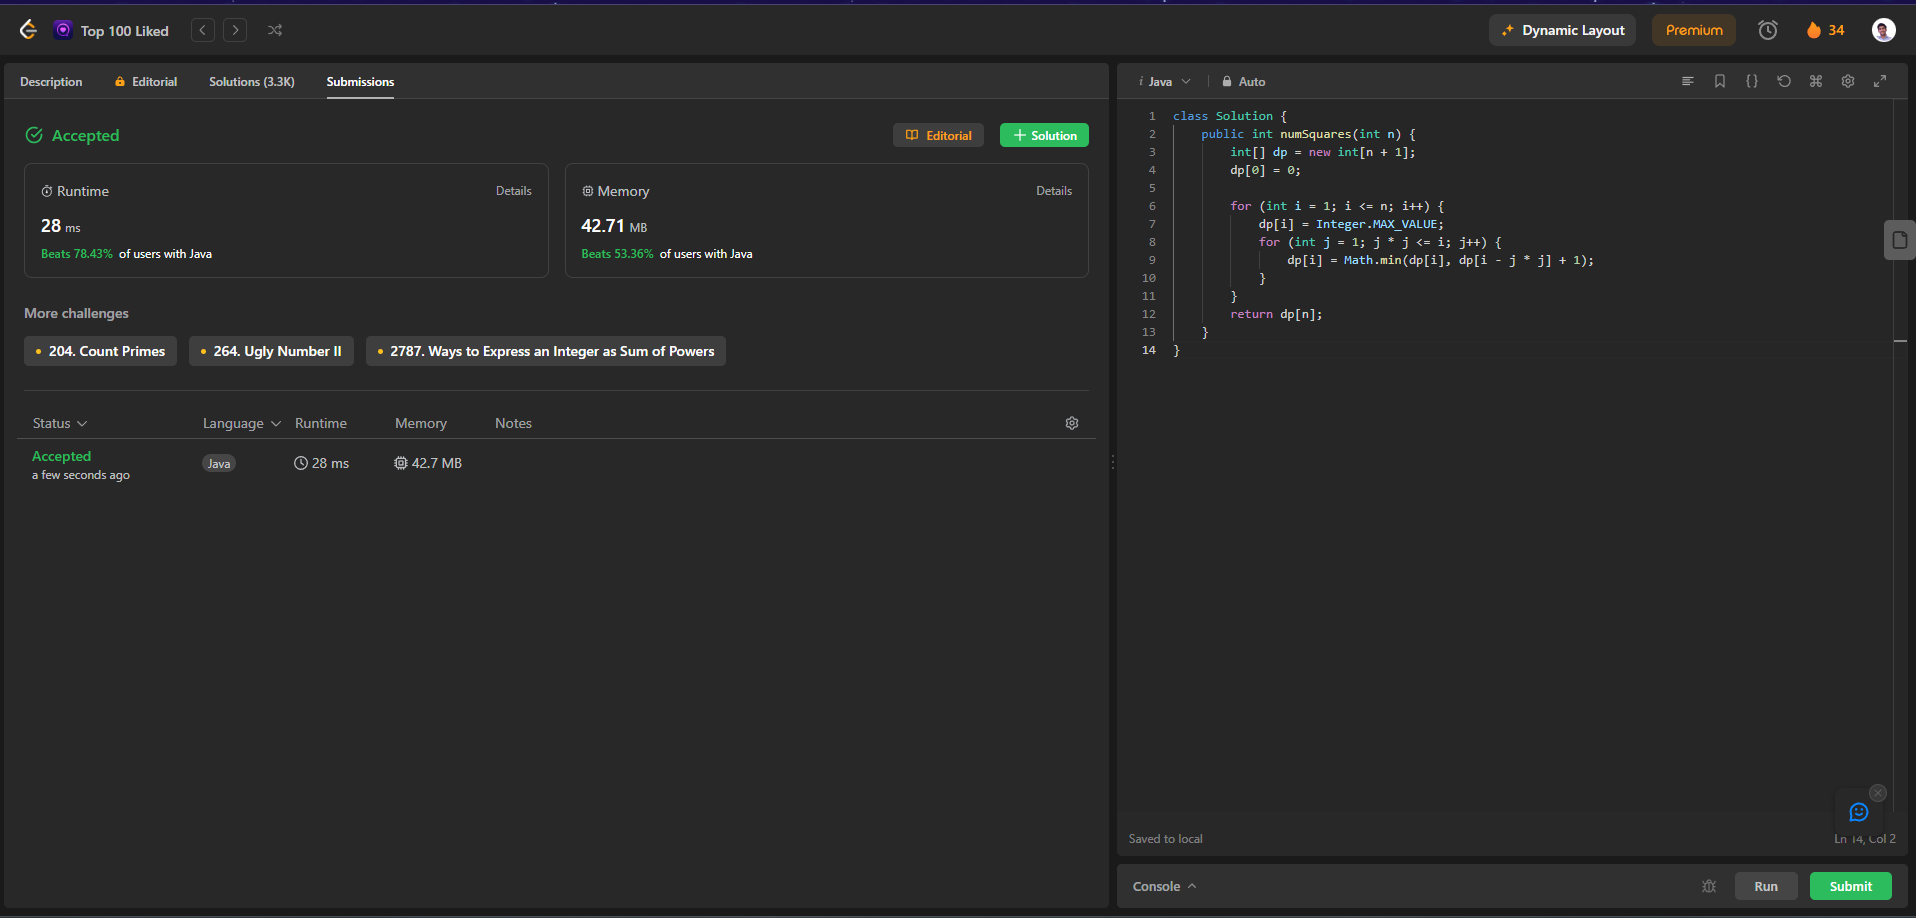 Top 100 Liked
Dynamic Layout
Premium
34
Description
Editorial
Solutions (3.3K)
Submissions
Accepted
Editorial
Solution
Runtime
Details
28 ms
Beats 78.43% of users with Java
Memory
Details
42.71 MB
Beats 53.36% of users with Java
More challenges
204. Count Primes
264. Ugly Number II
2787. Ways to Express an Integer as Sum of Powers
Status Language Runtime Memory Notes
Accepted
a few seconds ago
Java
28 ms
42.7 MB
i Java
Auto
1 class Solution {
2 public int numSquares(int n) {
3 int[] dp = new int[n + 1];
4 dp[0] = 0;
5
6 for (int i = 1; i <= n; i++) {
7 dp[i] = Integer.MAX_VALUE;
8 for (int j = 1; j * j <= i; j++) {
9 dp[i] = Math.min(dp[i], dp[i - j * j] + 1);
10 }
11 }
12 return dp[n];
13 }
14 }
Saved to local
Ln 14, Col 2
Console
Run
Submit